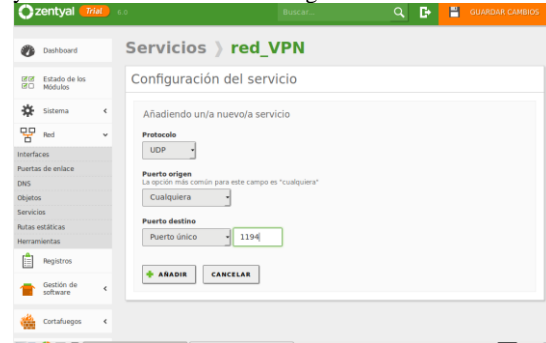 zentyal Trial 6.0 Buscar... GUARDAR CAMBIOS
Dashboard
Estado de los
Módulos
Sistema
Red
Interfaces
Puertas de enlace
DNS
Objetos
Servicios
Rutas estáticas
Herramientas
Registros
Gestión de
software
Cortafuegos
Servicios ⟩ red_VPN
Configuración del servicio
Añadiendo un/a nuevo/a servicio
Protocolo
UDP
Puerto origen
La opción más común para este campo es "cualquiera"
Cualquiera
Puerto destino
Puerto único 1194
AÑADIR CANCELAR